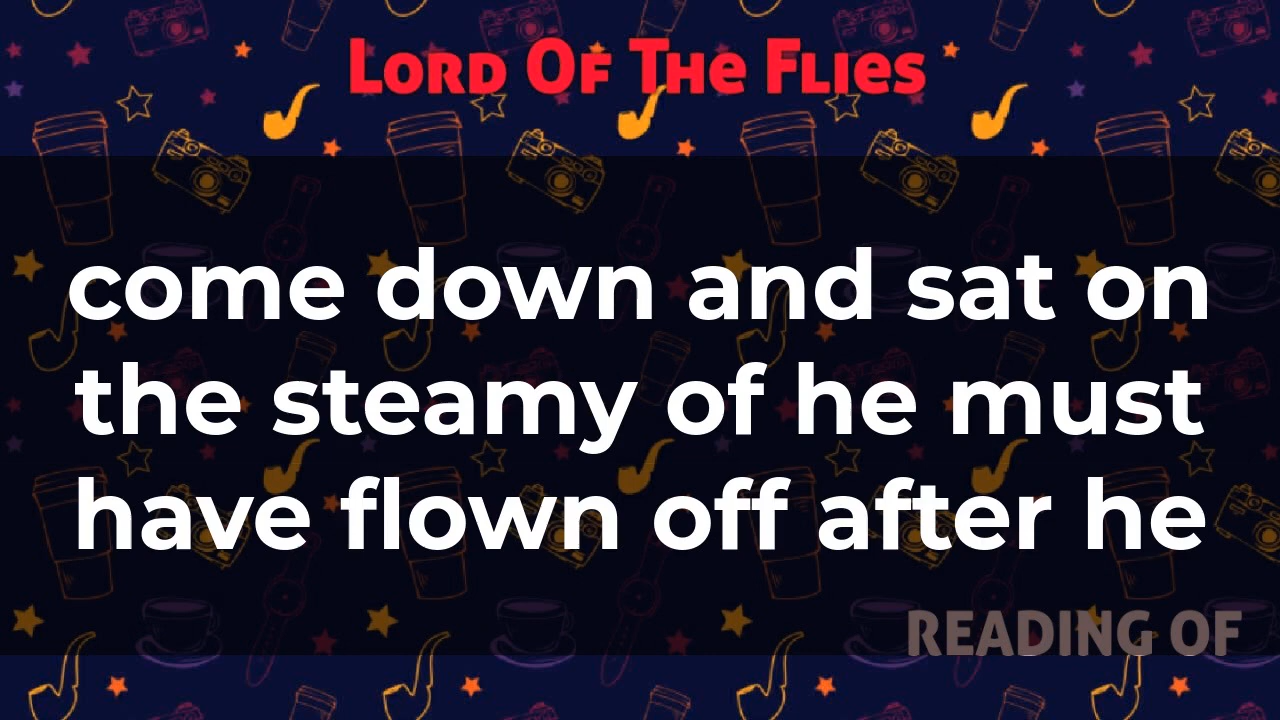 Lord Of The Flies
come down and sat on
the steamy of he must
have flown off after he
READING OF